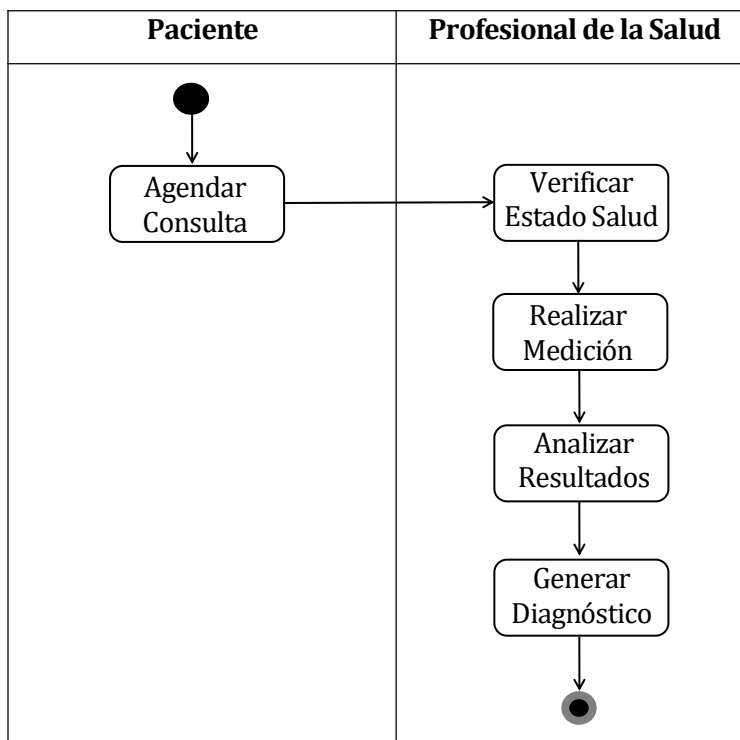 Paciente
Profesional de la Salud
Agendar
Consulta
Verificar
Estado Salud
Realizar
Medición
Analizar
Resultados
Generar
Diagnóstico